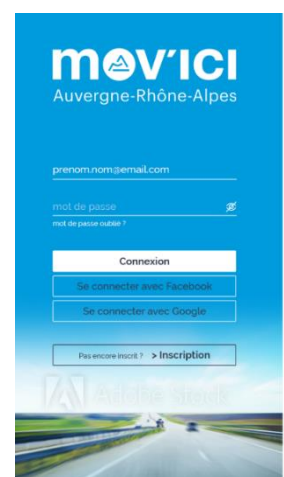 mov'ICI
Auvergne-Rhône-Alpes
prenom.nom@email.com
mot de passe
mot de passe oublié ?
Connexion
Se connecter avec Facebook
Se connecter avec Google
Pas encore inscrit ? > Inscription
Adobe Stock